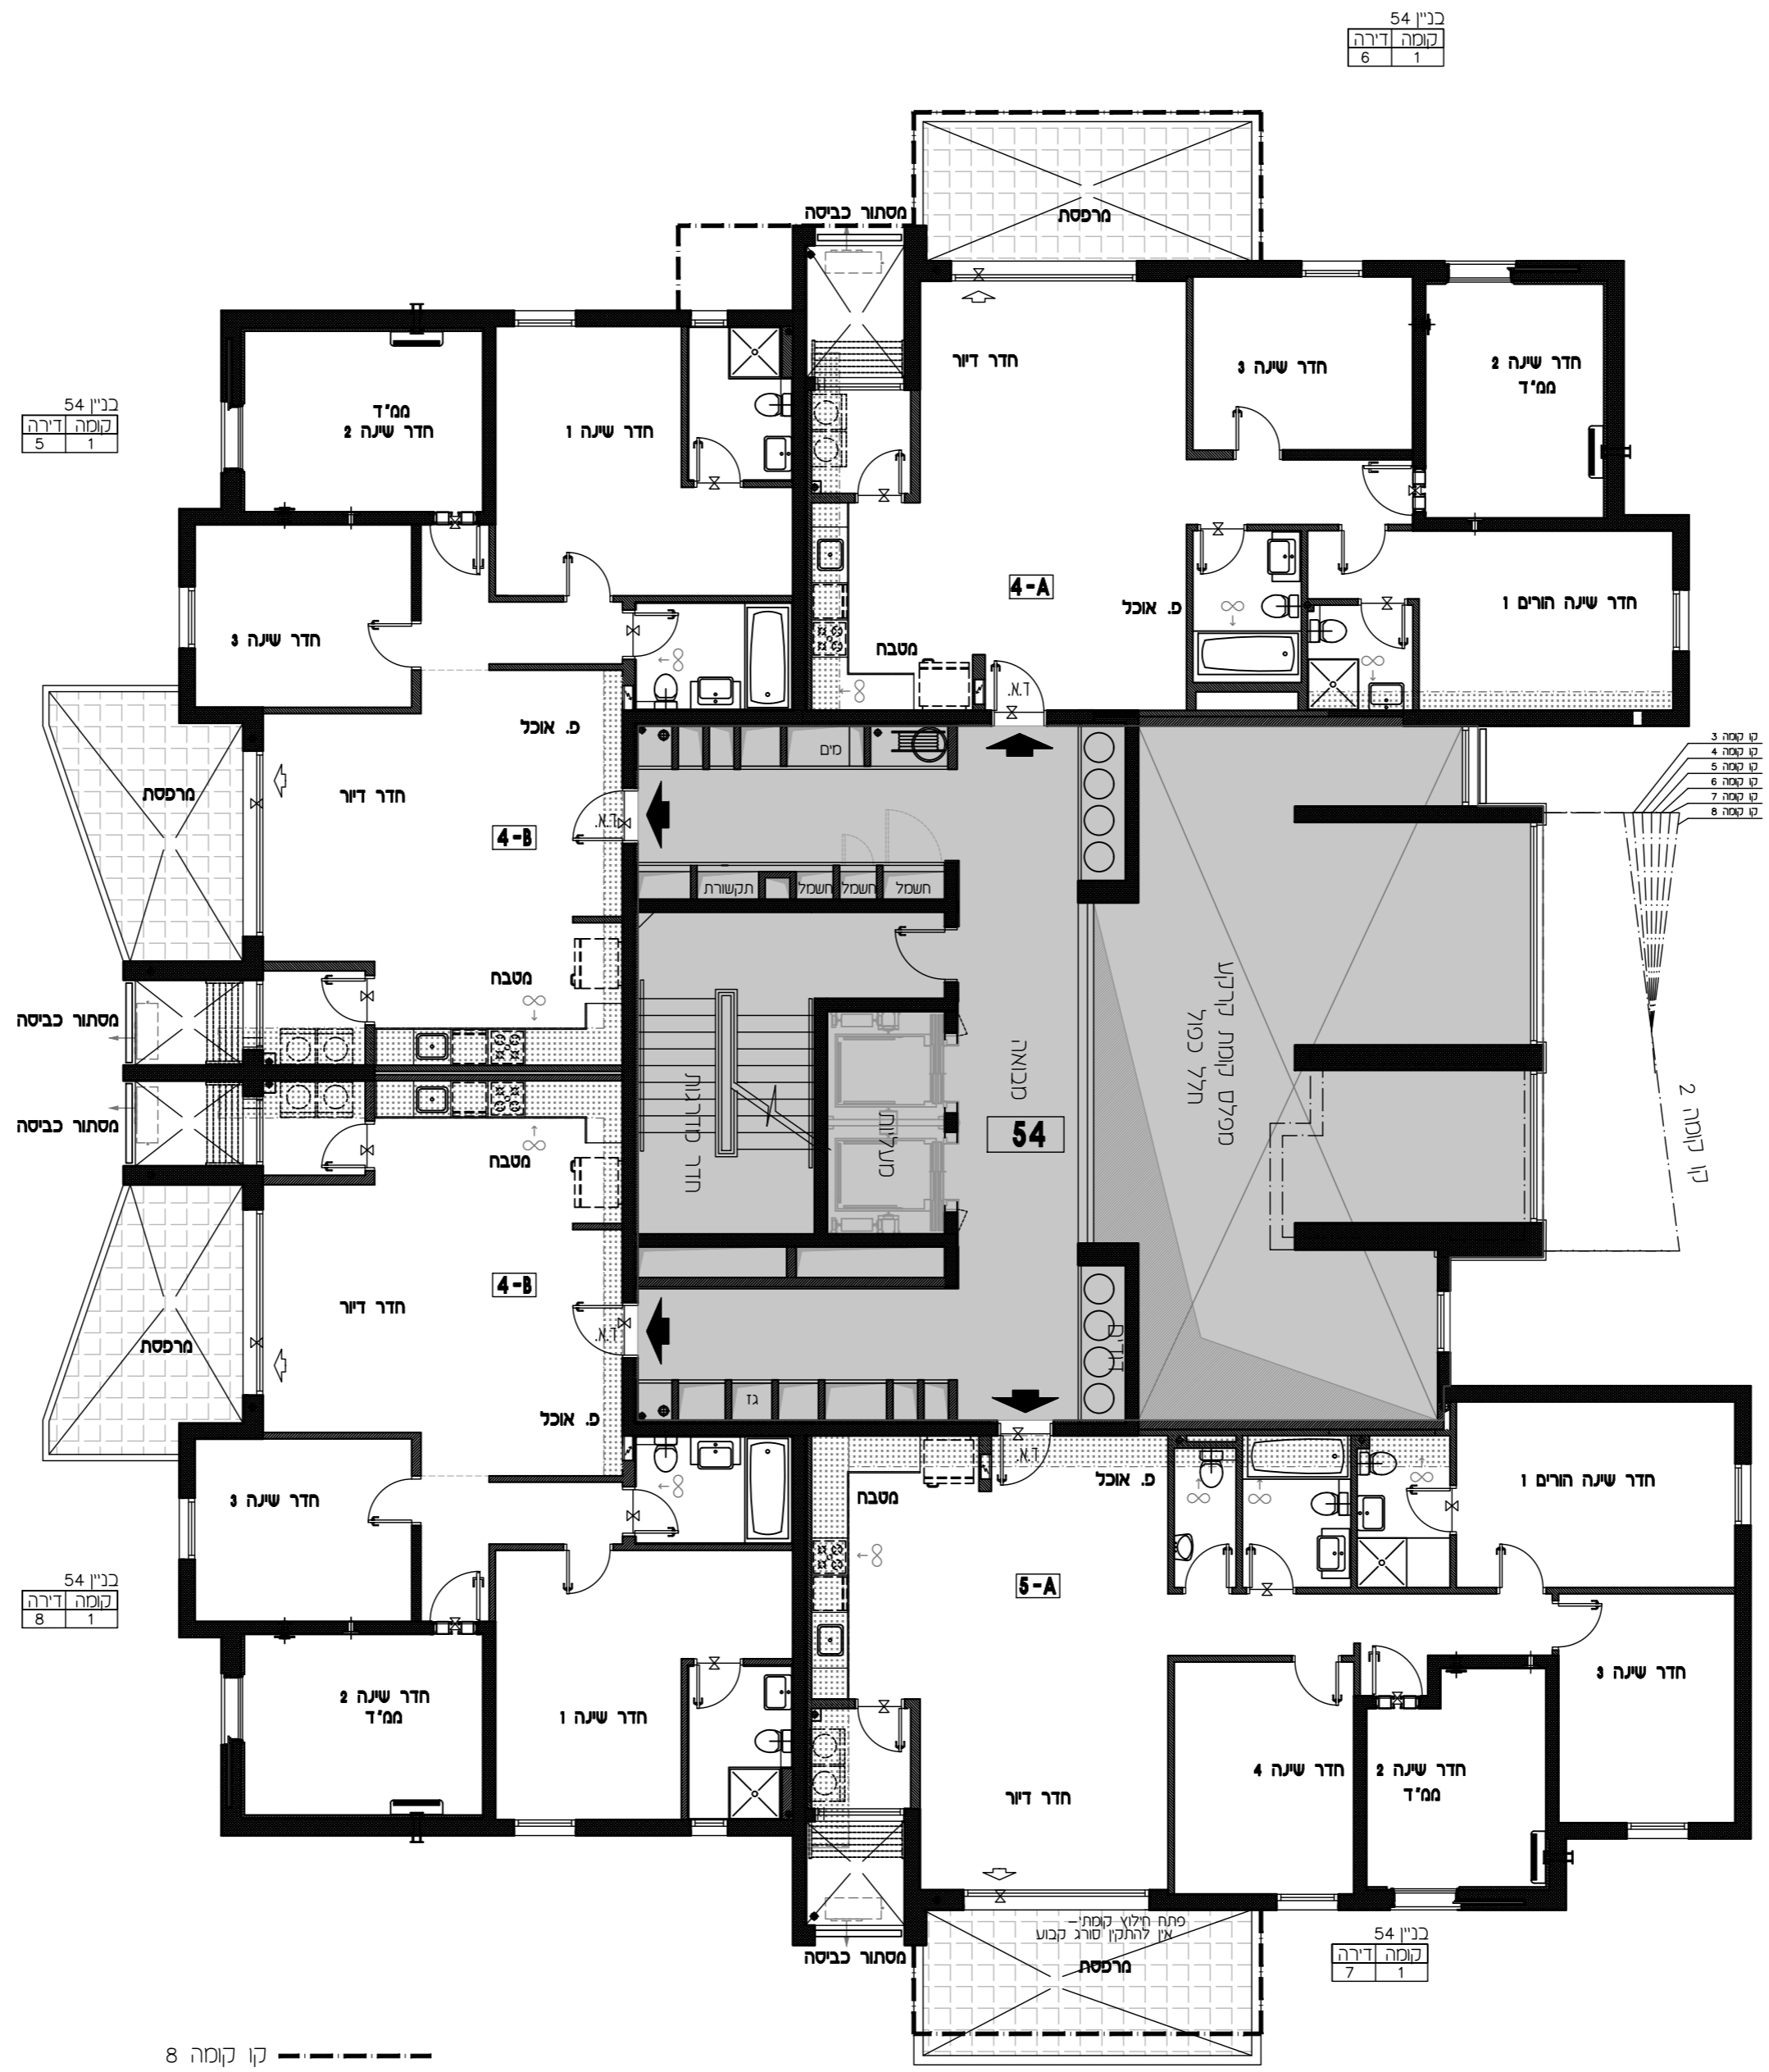 בניין 54
קומה דירה
1 6
מרפסת
מסתור כביסה
חדר דיור
חדר שינה 3
חדר שינה 2
ממ"ד
4-A
פ. אוכל
מטבח
חדר שינה הורים 1
ד.א.
בניין 54
קומה דירה
1 5
ממ"ד
חדר שינה 2
חדר שינה 1
חדר שינה 3
פ. אוכל
חדר דיור
מרפסת
4-B
ד.א.
מטבח
מסתור כביסה
מים
תקשורת
חשמל
חשמל
חשמל
חדר מדרגות
מעליות
מבואה
54
חלל כפול
מפלס קומת קרקע
קו קומה 3
קו קומה 4
קו קומה 5
קו קומה 6
קו קומה 7
קו קומה 8
קו קומה 2
גז
דודים
מסתור כביסה
מטבח
4-B
חדר דיור
ד.א.
מרפסת
פ. אוכל
חדר שינה 3
חדר שינה 2
ממ"ד
חדר שינה 1
בניין 54
קומה דירה
1 8
ד.א.
פ. אוכל
מטבח
חדר שינה הורים 1
5-A
חדר שינה 3
חדר שינה 4
חדר שינה 2
ממ"ד
חדר דיור
פתח חילוץ קומתי-
אין להתקין סורג קבוע
מרפסת
מסתור כביסה
בניין 54
קומה דירה
1 7
קו קומה 8